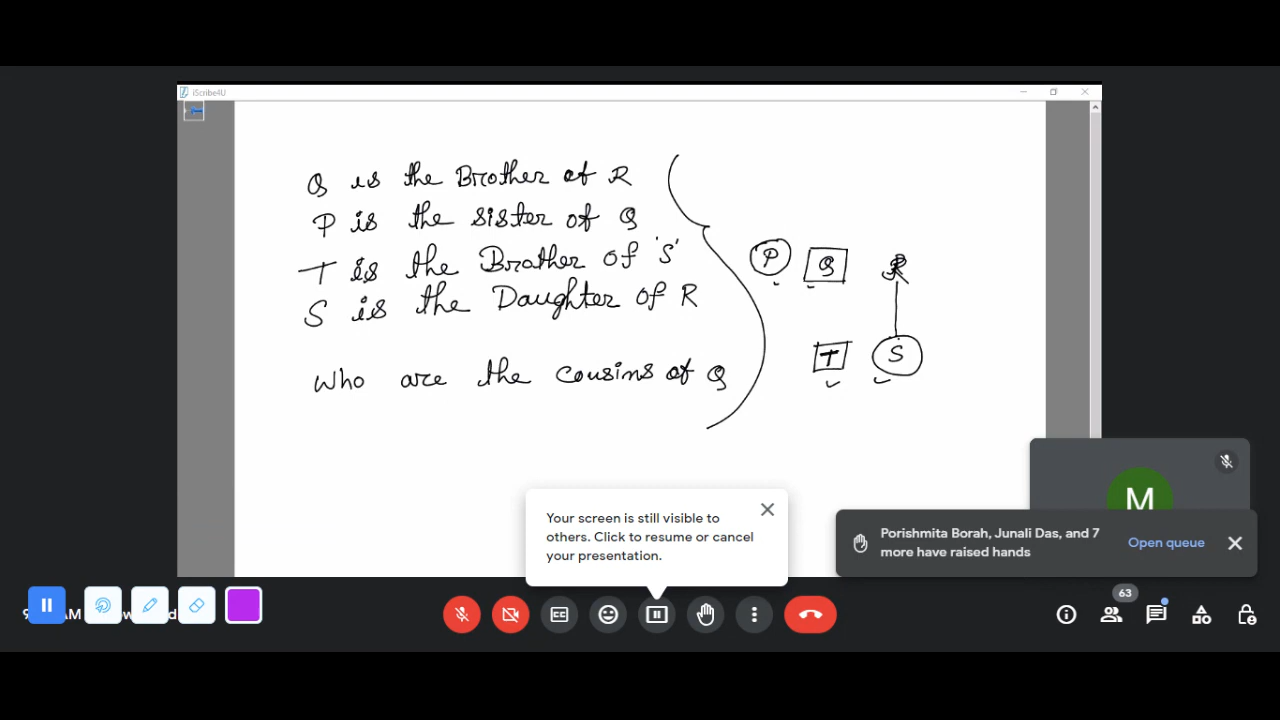 iScribe4U
Q is the Brother of R
P is the sister of Q
T is the Brother of 'S'
S is the Daughter of R
Who are the cousins of Q
P Q R
T S
M
Your screen is still visible to
others. Click to resume or cancel
your presentation.
Porishmita Borah, Junali Das, and 7
more have raised hands
Open queue
63
AM